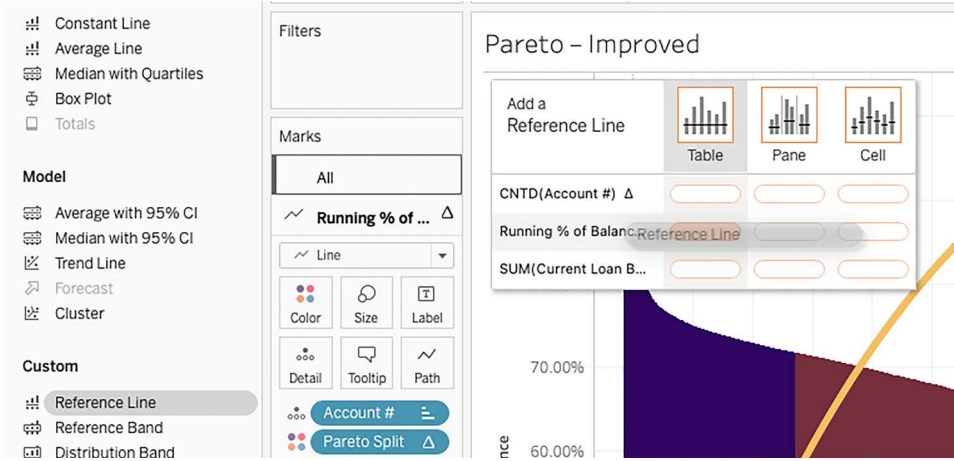 Constant Line
Average Line
Median with Quartiles
Box Plot
Totals
Model
Average with 95% CI
Median with 95% CI
Trend Line
Forecast
Cluster
Custom
Reference Line
Reference Band
Distribution Band
Filters
Marks
All
Running % of ... Δ
Line
Color
Size
Label
Detail
Tooltip
Path
Account #
Pareto Split Δ
Pareto – Improved
Add a
Reference Line
Table
Pane
Cell
CNTD(Account #) Δ
Running % of Balanc...
Reference Line
SUM(Current Loan B...
70.00%
60.00%